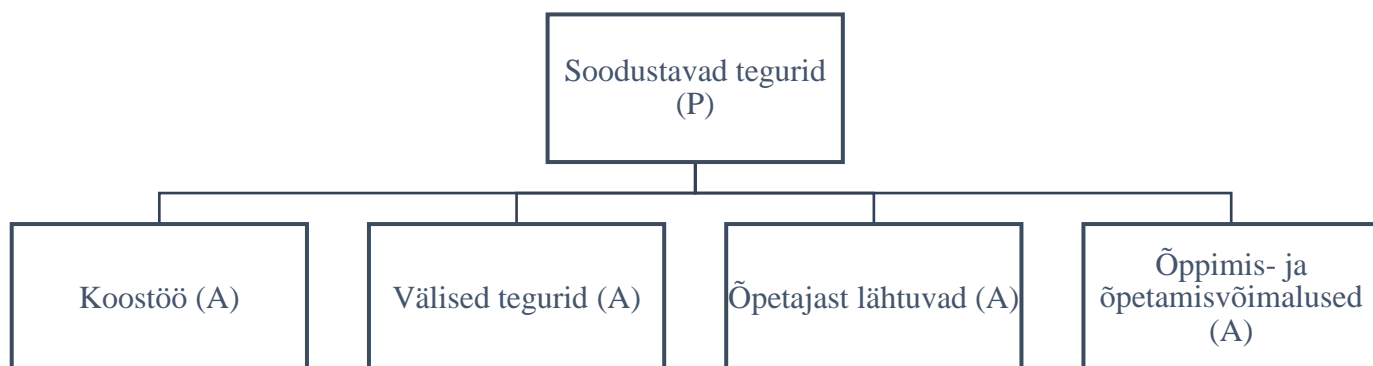 Soodustavad tegurid
(P)
Koostöö (A)
Välised tegurid (A)
Õpetajast lähtuvad (A)
Õppimis- ja
õpetamisvõimalused
(A)